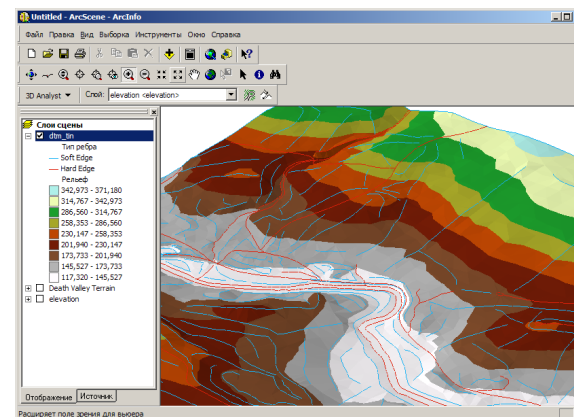 Untitled - ArcScene - ArcInfo
Файл Правка Вид Выборка Инструменты Окно Справка
3D Analyst Слой: elevation <elevation>
Слои сцены
dtm_tin
Тип ребра
Soft Edge
Hard Edge
Рельеф
342,973 - 371,180
314,767 - 342,973
286,560 - 314,767
258,353 - 286,560
230,147 - 258,353
201,940 - 230,147
173,733 - 201,940
145,527 - 173,733
117,320 - 145,527
Death Valley Terrain
elevation
Отображение Источник
Расширяет поле зрения для вьюера